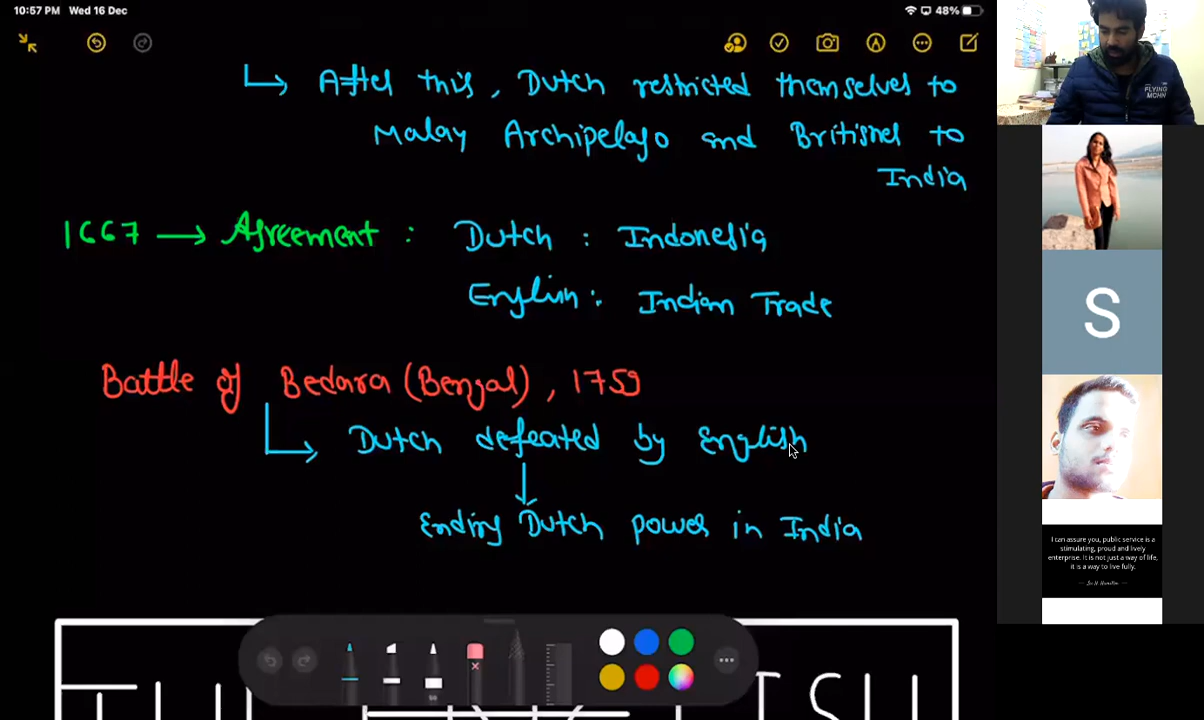 10:57 PM Wed 16 Dec
48%
↳ After this, Dutch restricted themselves to
Malay Archipelago and Britishes to
India
FLYING
MOHN
1667 → Agreement : Dutch : Indonesia
English : Indian Trade
S
Battle of Bedara (Bengal), 1759
↳ Dutch defeated by English
↓
Ending Dutch power in India
I can assure you, public service is a
stimulating, proud and lively
enterprise. It is not just a way of life,
it is a way to live fully.